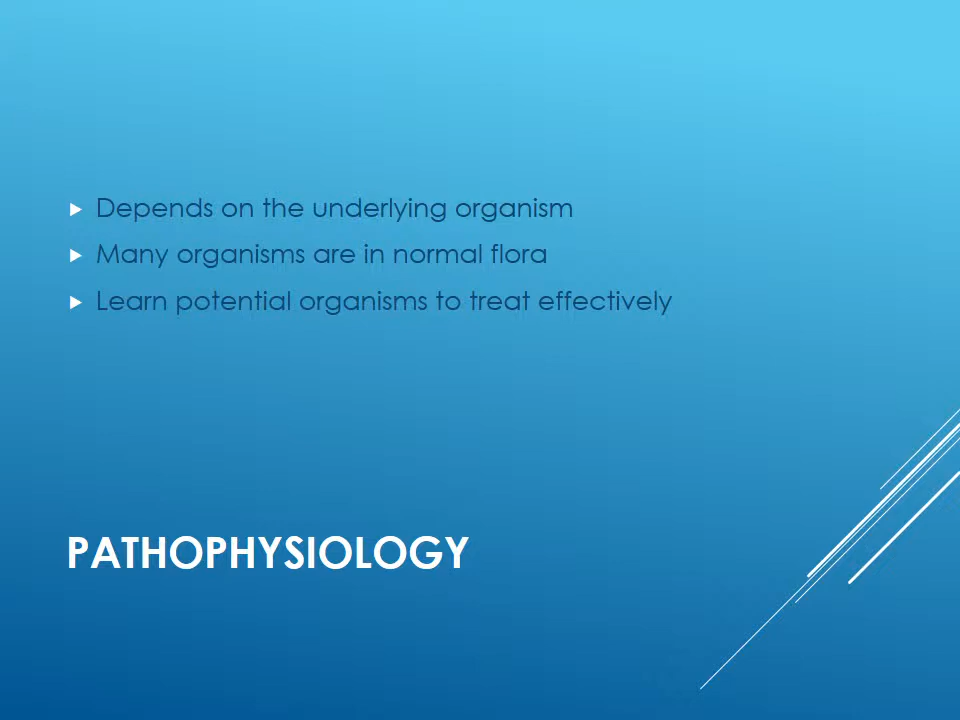 Depends on the underlying organism
Many organisms are in normal flora
Learn potential organisms to treat effectively
PATHOPHYSIOLOGY